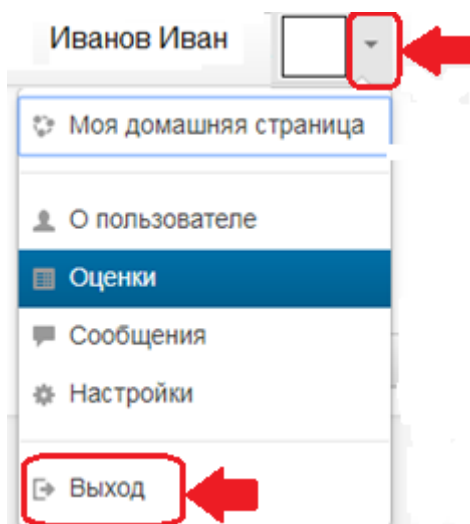 Иванов Иван
Моя домашняя страница
О пользователе
Оценки
Сообщения
Настройки
Выход